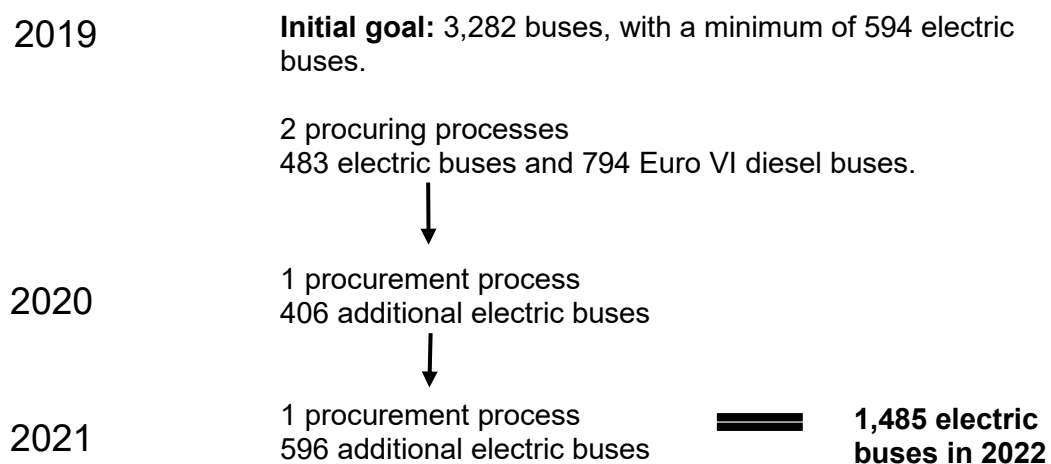 2019
Initial goal: 3,282 buses, with a minimum of 594 electric
buses.
2 procuring processes
483 electric buses and 794 Euro VI diesel buses.
2020
1 procurement process
406 additional electric buses
2021
1 procurement process
596 additional electric buses
1,485 electric
buses in 2022